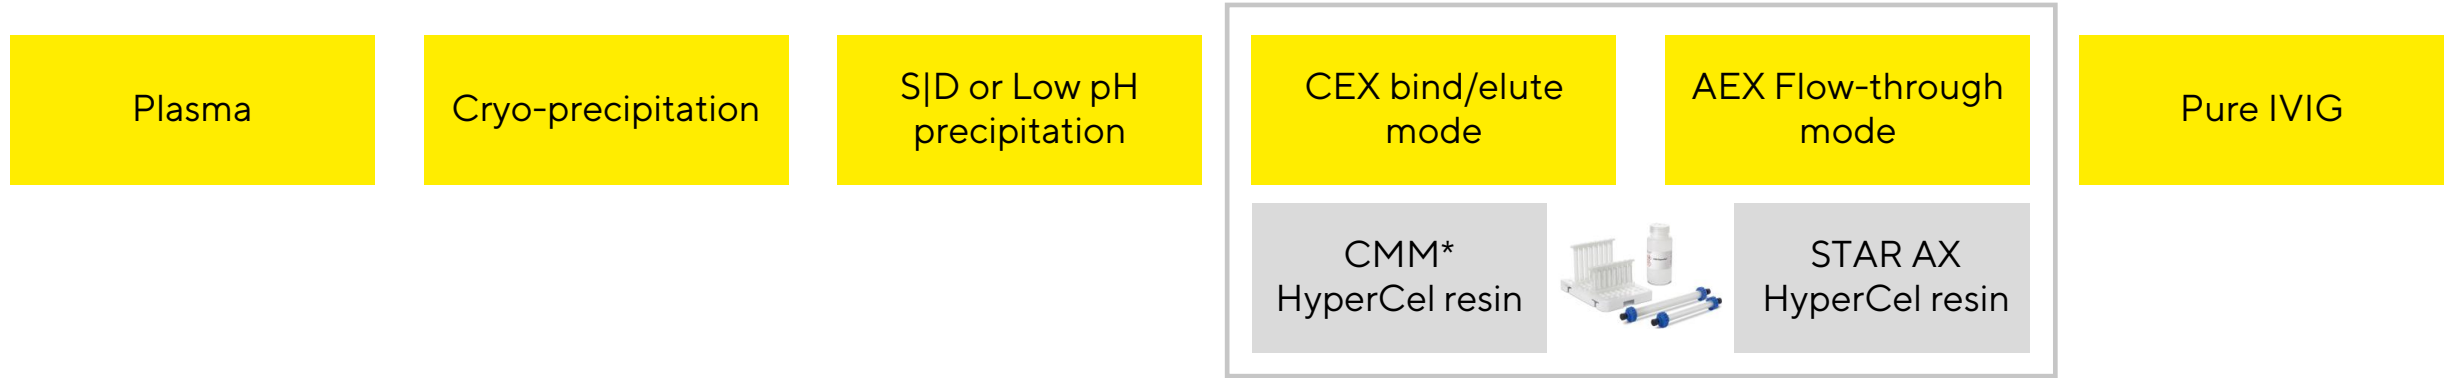 Plasma
Cryo-precipitation
S|D or Low pH
precipitation
CEX bind/elute
mode
AEX Flow-through
mode
Pure IVIG
CMM*
HyperCel resin
STAR AX
HyperCel resin